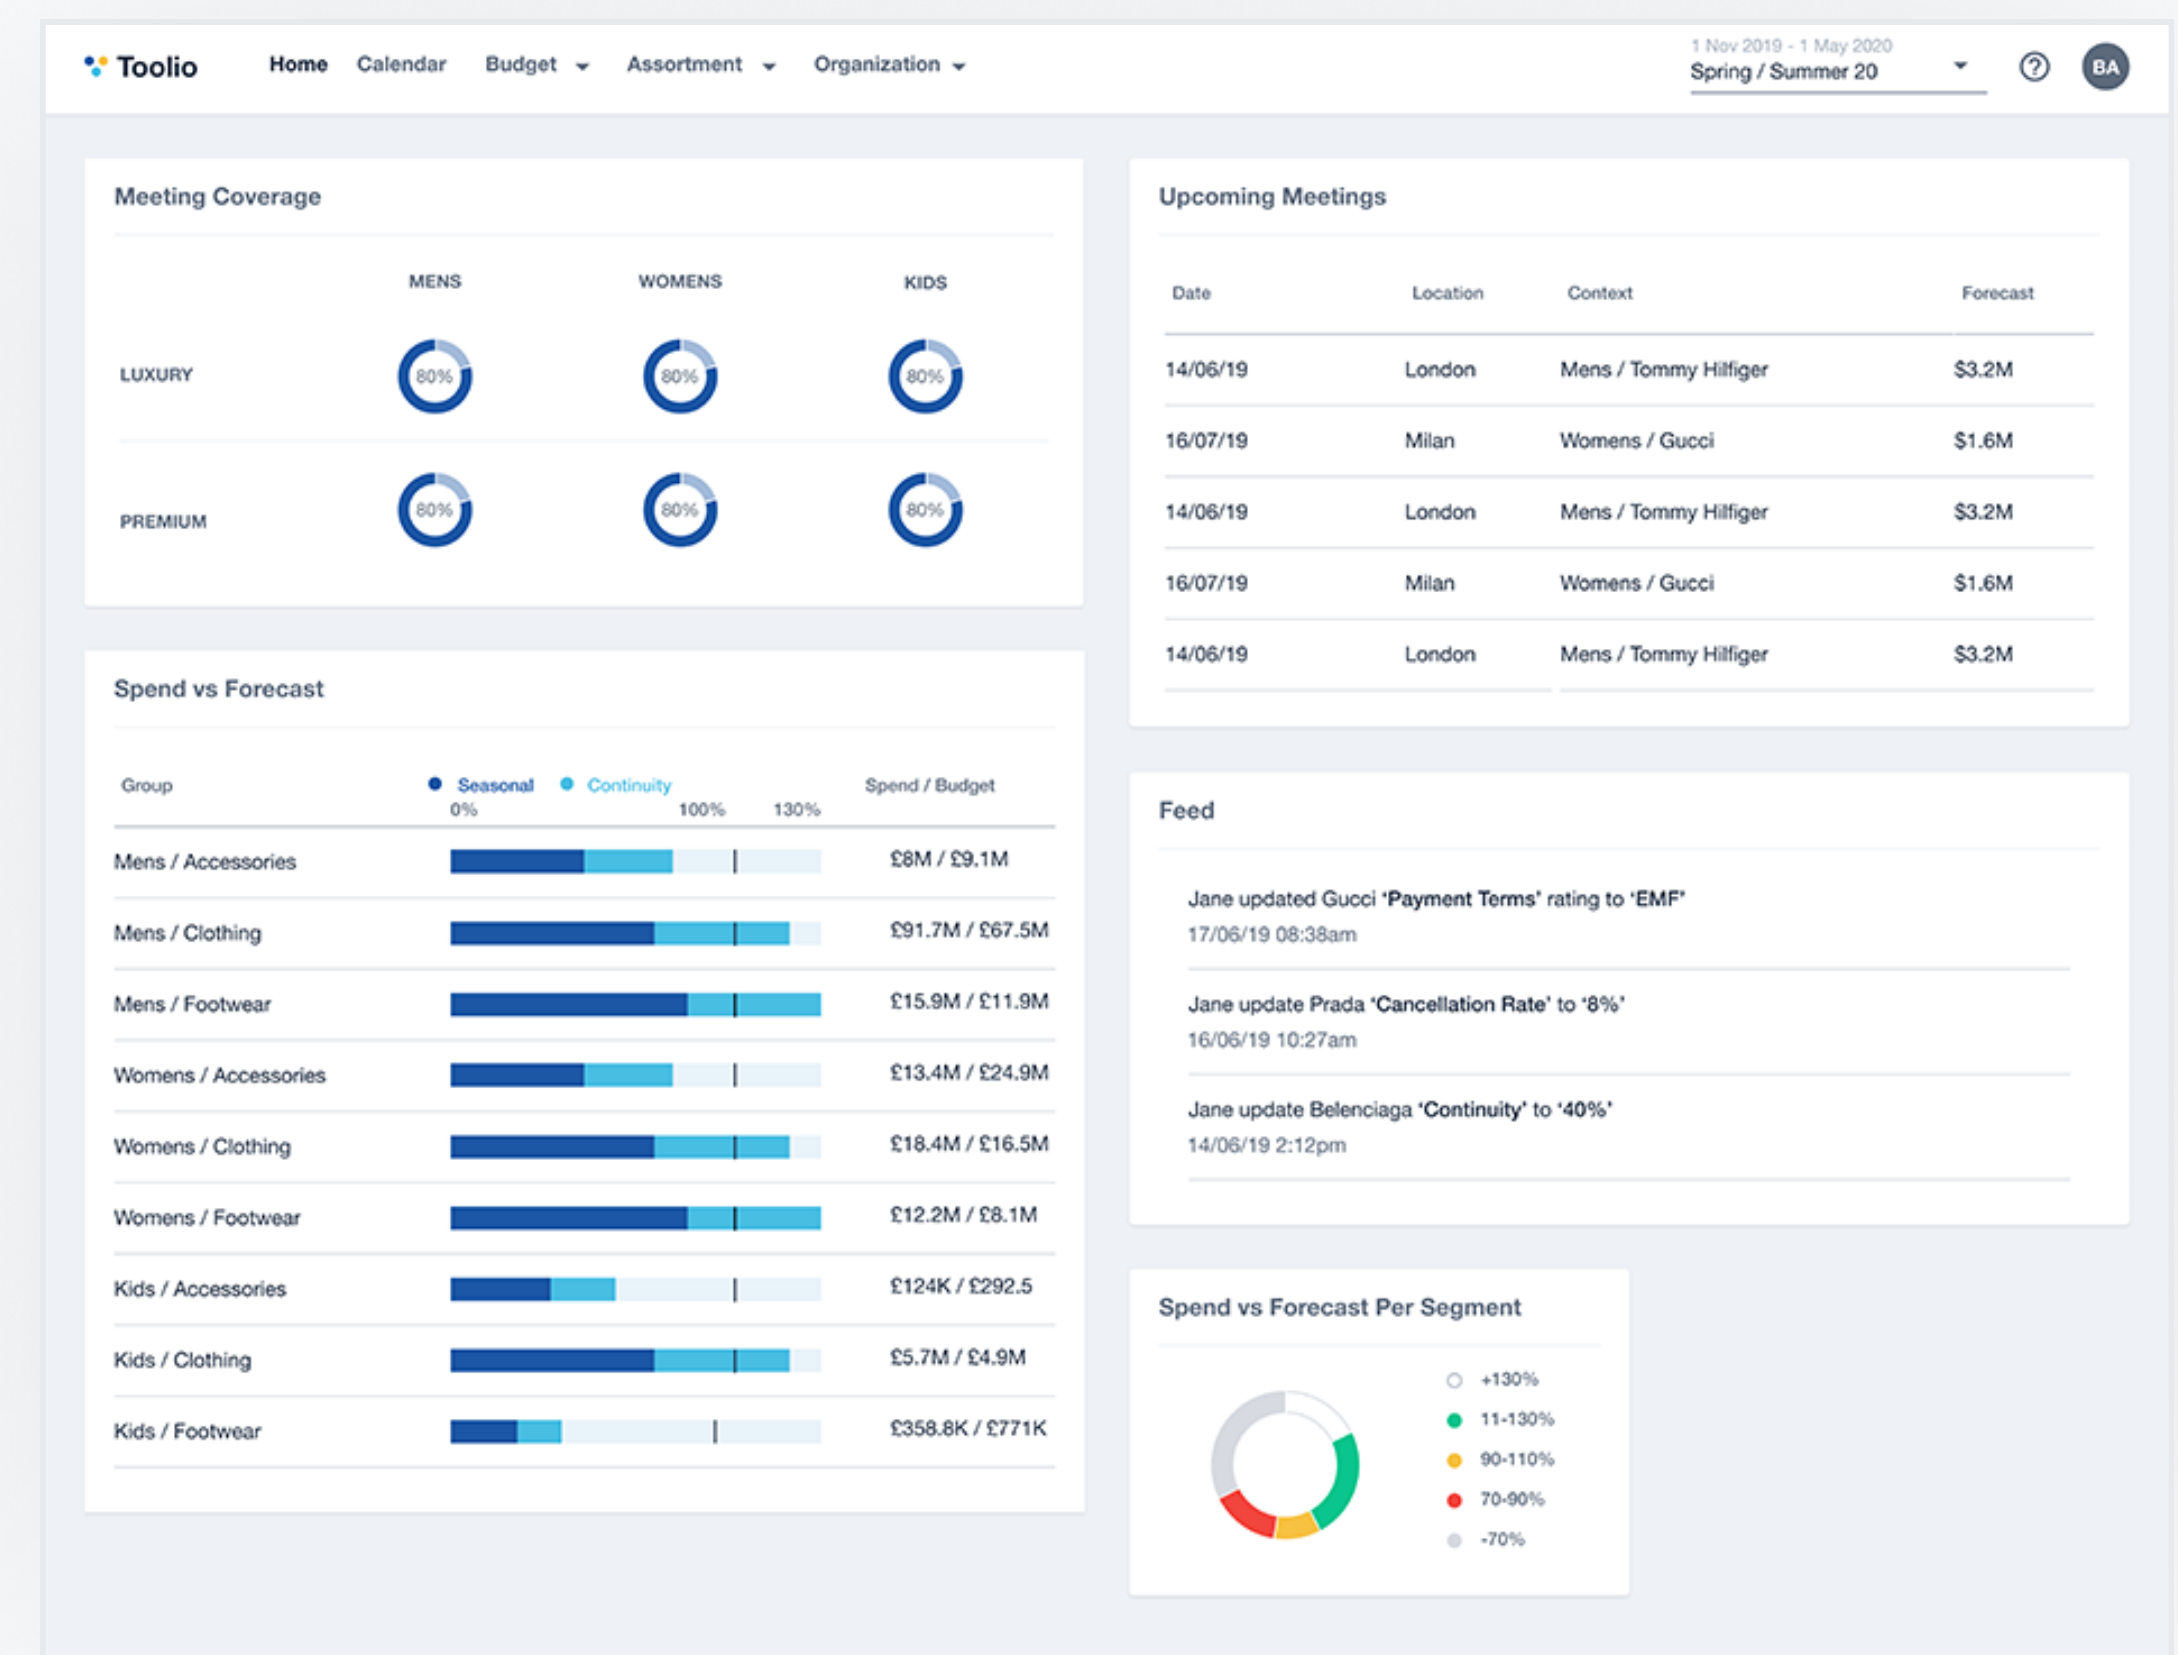 Toolio Home Calendar Budget Assortment Organization
1 Nov 2019 - 1 May 2020
Spring / Summer 20
BA
Meeting Coverage
MENS WOMENS KIDS
LUXURY 80% 80% 80%
PREMIUM 80% 80% 80%
Upcoming Meetings
Date Location Context Forecast
14/06/19 London Mens / Tommy Hilfiger $3.2M
16/07/19 Milan Womens / Gucci $1.6M
14/06/19 London Mens / Tommy Hilfiger $3.2M
16/07/19 Milan Womens / Gucci $1.6M
14/06/19 London Mens / Tommy Hilfiger $3.2M
Spend vs Forecast
Group Seasonal Continuity Spend / Budget
0% 100% 130%
Mens / Accessories £8M / £9.1M
Mens / Clothing £91.7M / £67.5M
Mens / Footwear £15.9M / £11.9M
Womens / Accessories £13.4M / £24.9M
Womens / Clothing £18.4M / £16.5M
Womens / Footwear £12.2M / £8.1M
Kids / Accessories £124K / £292.5
Kids / Clothing £5.7M / £4.9M
Kids / Footwear £358.8K / £771K
Feed
Jane updated Gucci ‘Payment Terms’ rating to ‘EMF’
17/06/19 08:38am
Jane update Prada ‘Cancellation Rate’ to ‘8%’
16/06/19 10:27am
Jane update Belenciaga ‘Continuity’ to ‘40%’
14/06/19 2:12pm
Spend vs Forecast Per Segment
+130%
11-130%
90-110%
70-90%
-70%